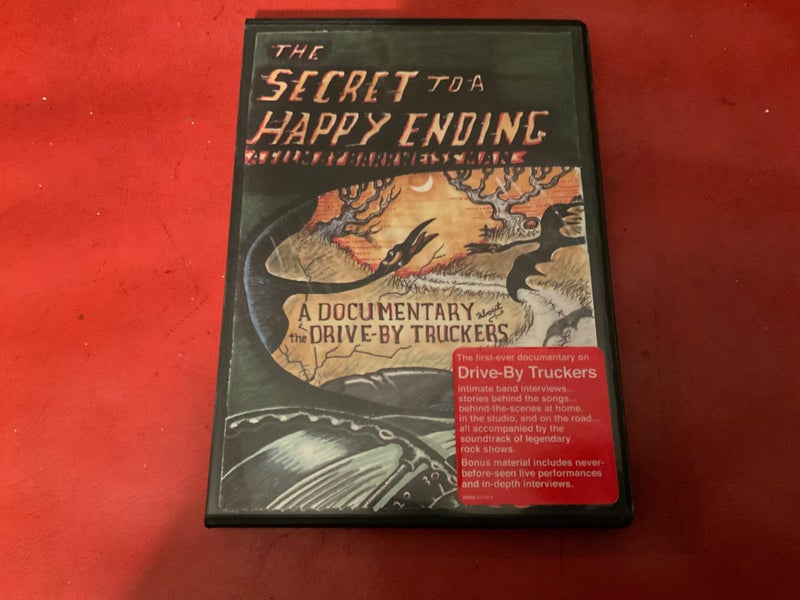 THE
SECRET TO A
HAPPY ENDING
A FILM BY BARR WEISSMAN
A DOCUMENTARY about
the DRIVE-BY TRUCKERS
The first-ever documentary on
Drive-By Truckers
intimate band interviews...
stories behind the songs...
behind-the-scenes at home,
in the studio, and on the road...
all accompanied by the
soundtrack of legendary
rock shows.
Bonus material includes never-
before-seen live performances
and in-depth interviews.
20 30